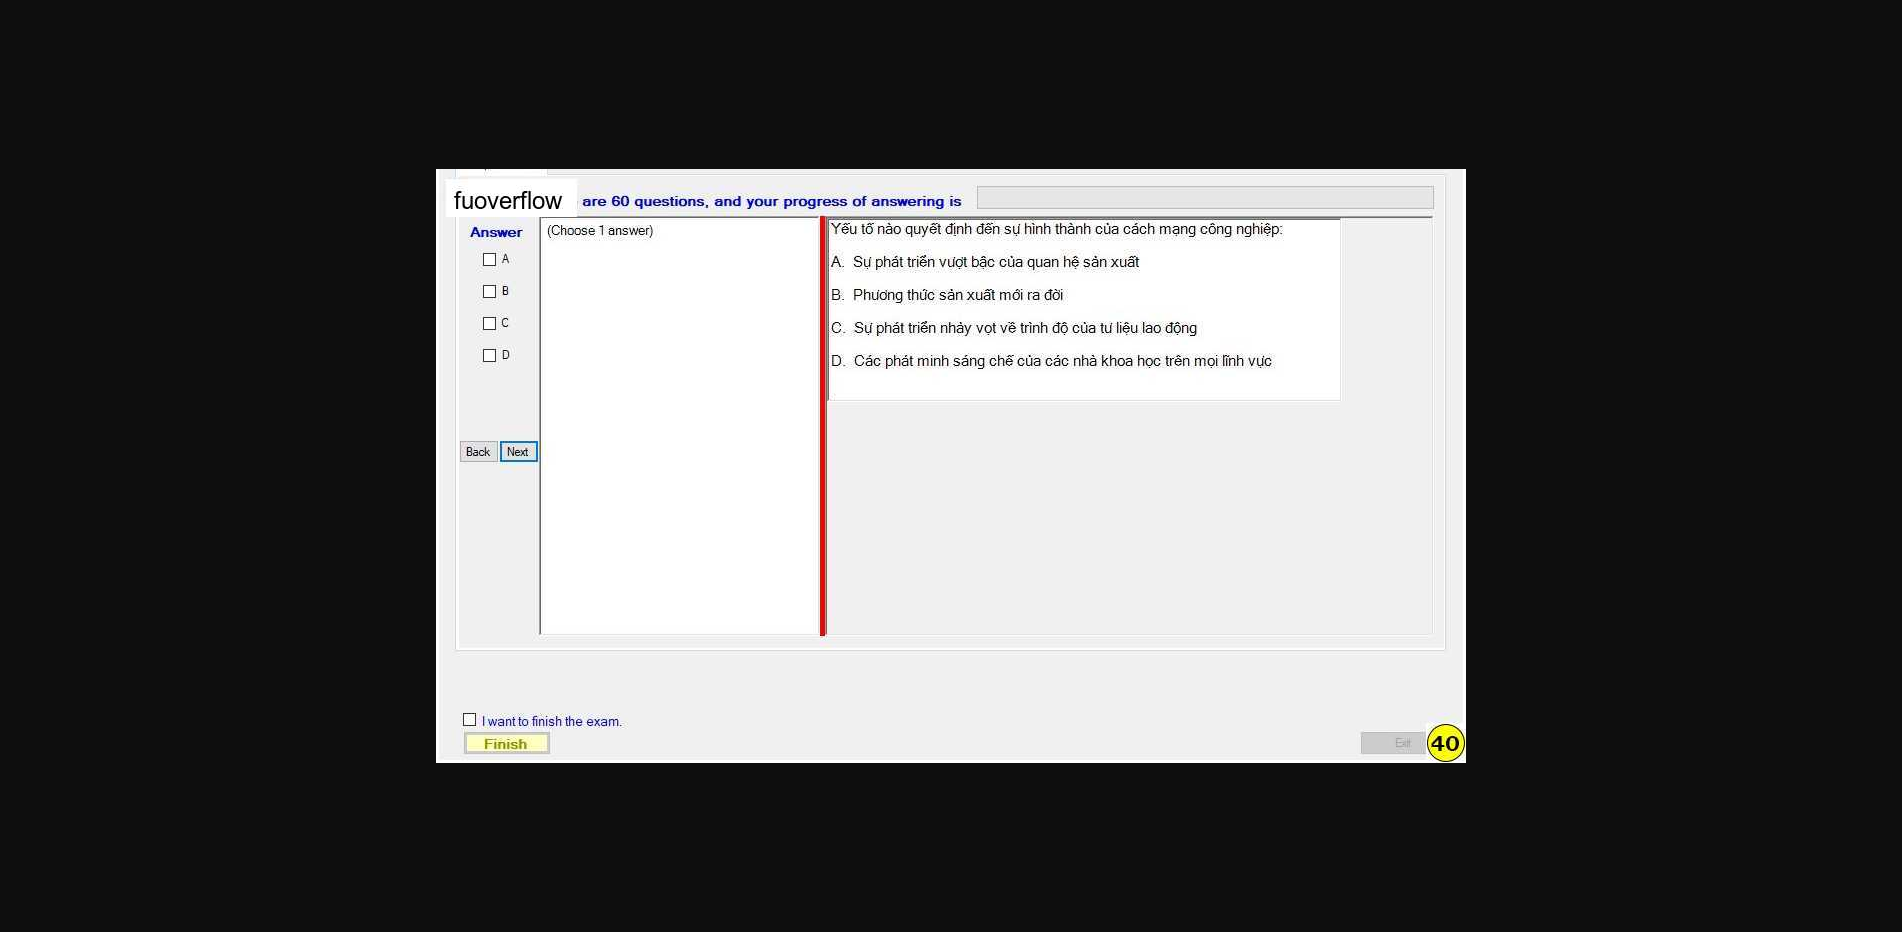 fuoverflow are 60 questions, and your progress of answering is
Answer
(Choose 1 answer)
A
B
C
D
Back Next
Yếu tố nào quyết định đến sự hình thành của cách mạng công nghiệp:
A. Sự phát triển vượt bậc của quan hệ sản xuất
B. Phương thức sản xuất mới ra đời
C. Sự phát triển nhảy vọt về trình độ của tư liệu lao động
D. Các phát minh sáng chế của các nhà khoa học trên mọi lĩnh vực
I want to finish the exam.
Finish
Exit
40